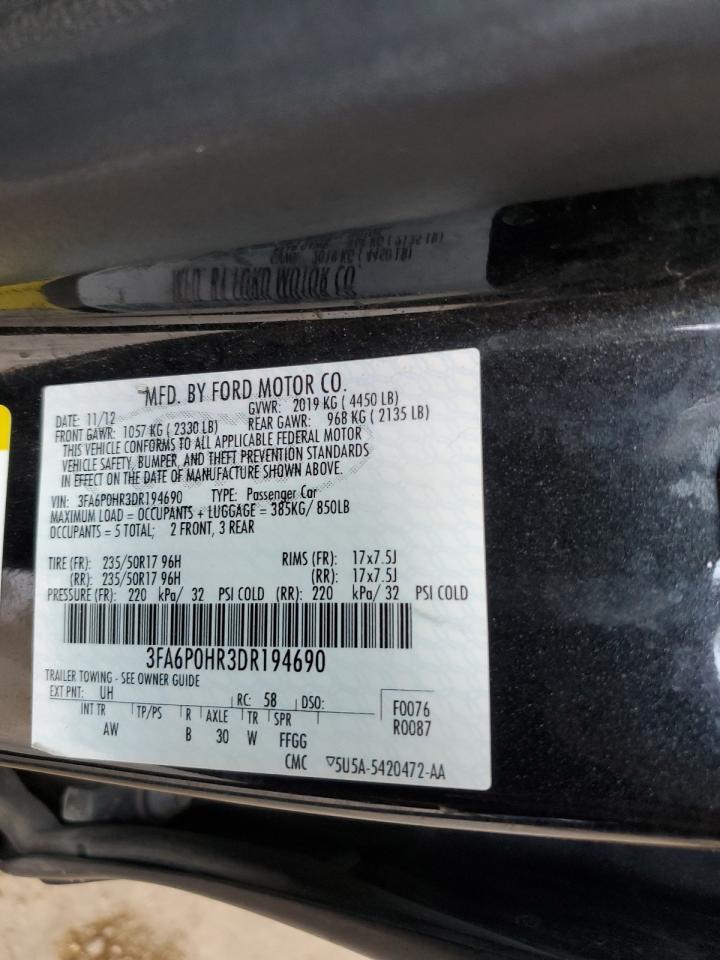 MFD. BY FORD MOTOR CO.
DATE: 11/12 GVWR: 2019 KG ( 4450 LB)
FRONT GAWR: 1057 KG ( 2330 LB) REAR GAWR: 968 KG ( 2135 LB)
THIS VEHICLE CONFORMS TO ALL APPLICABLE FEDERAL MOTOR
VEHICLE SAFETY, BUMPER, AND THEFT PREVENTION STANDARDS
IN EFFECT ON THE DATE OF MANUFACTURE SHOWN ABOVE.
VIN: 3FA6P0HR3DR194690 TYPE: Passenger Car
MAXIMUM LOAD = OCCUPANTS + LUGGAGE = 385KG/ 850LB
OCCUPANTS = 5 TOTAL; 2 FRONT, 3 REAR
TIRE (FR): 235/50R17 96H RIMS (FR): 17x7.5J
(RR): 235/50R17 96H (RR): 17x7.5J
PRESSURE (FR): 220 kPa/ 32 PSI COLD (RR): 220 kPa/ 32 PSI COLD
3FA6P0HR3DR194690
TRAILER TOWING - SEE OWNER GUIDE
EXT PNT: UH RC: 58 DSO: F0076
INT TR TP/PS R AXLE TR SPR R0087
AW B 30 W FFGG
CMC ▽5U5A-5420472-AA